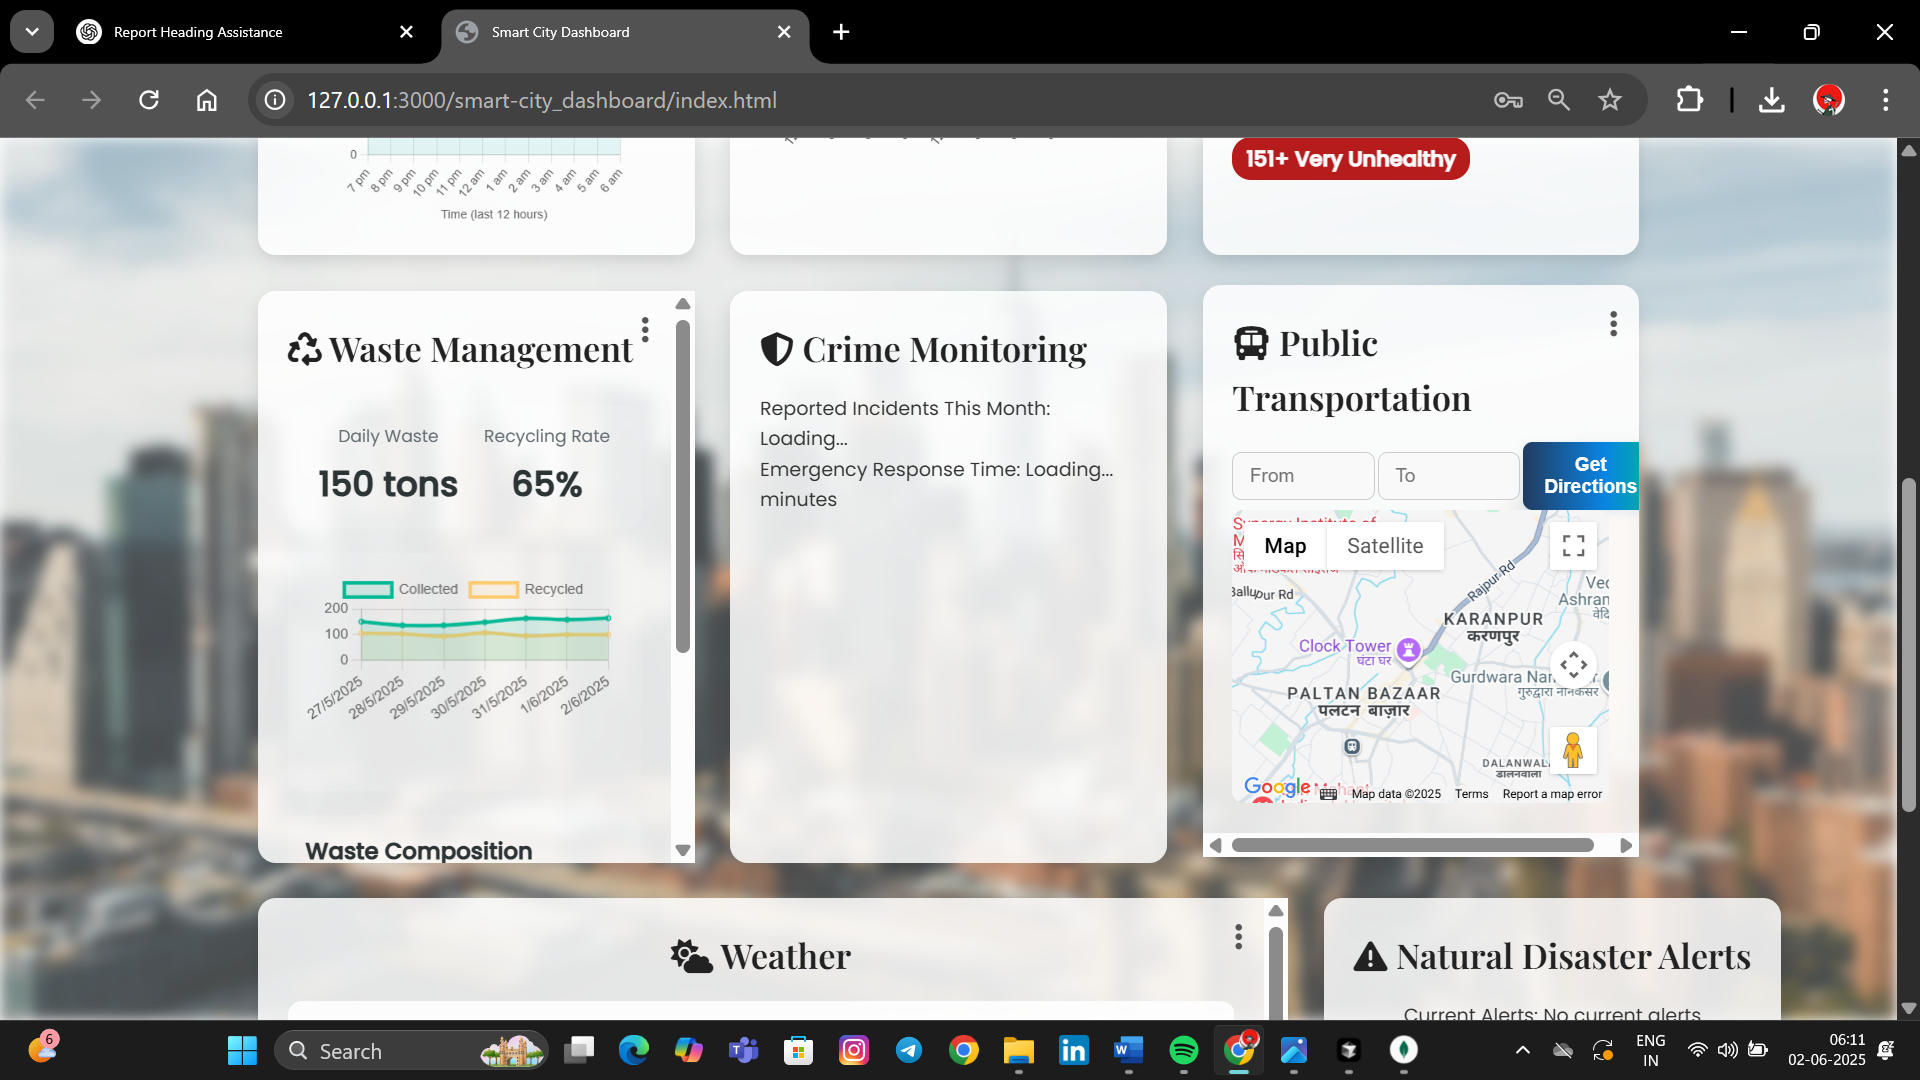 Report Heading Assistance
Smart City Dashboard
127.0.0.1:3000/smart-city_dashboard/index.html
0
7 pm
8 pm
9 pm
10 pm
11 pm
12 am
1 am
2 am
3 am
4 am
5 am
6 am
Time (last 12 hours)
151+ Very Unhealthy
Waste Management
Daily Waste
Recycling Rate
150 tons
65%
Collected
Recycled
200
100
0
27/5/2025
28/5/2025
29/5/2025
30/5/2025
31/5/2025
1/6/2025
2/6/2025
Waste Composition
Crime Monitoring
Reported Incidents This Month:
Loading...
Emergency Response Time: Loading...
minutes
Public
Transportation
From
To
Get
Directions
Map
Satellite
Ballupur Rd
Rajpur Rd
KARANPUR
करणपुर
Clock Tower
घंटा घर
Gurdwara
PALTAN BAZAAR
पलटन बाज़ार
Google
Map data ©2025
Terms
Report a map error
Weather
Natural Disaster Alerts
Current Alerts: No current alerts
6
Search
ENG
IN
06:11
02-06-2025